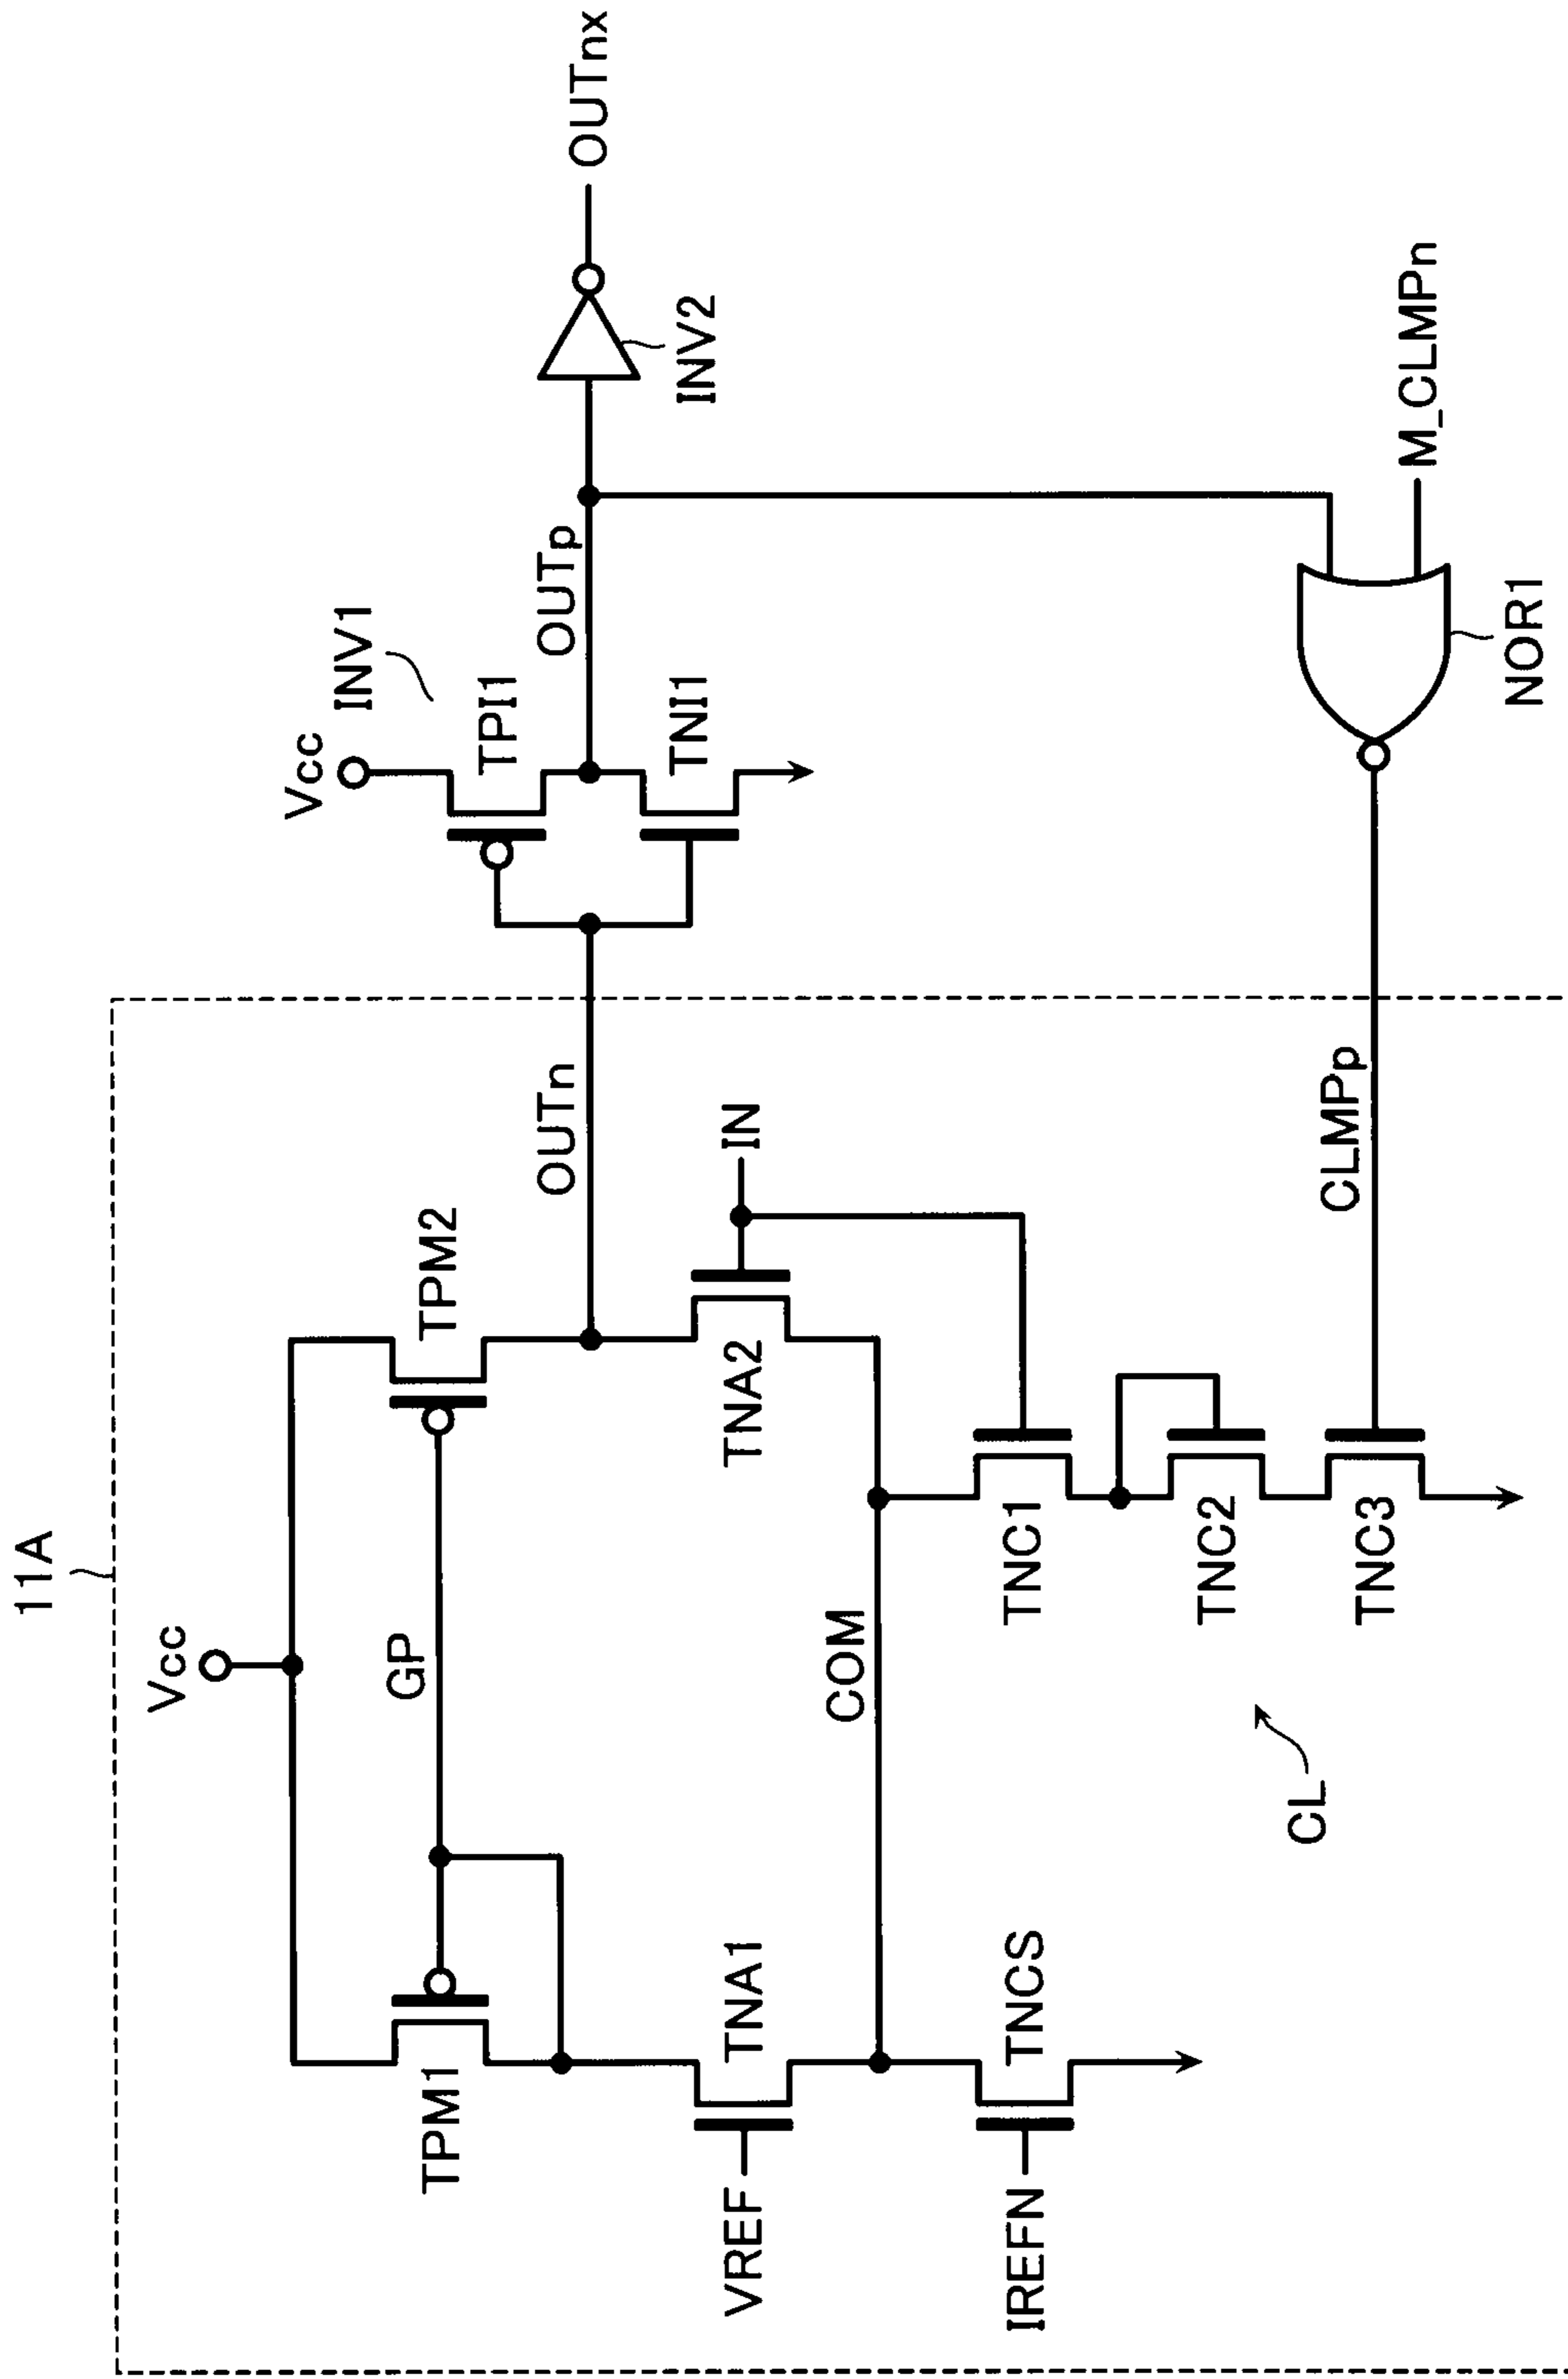 11A
Vcc
TPM1
GP
TPM2
OUTn
Vcc
INV1
TPI1
TNI1
OUTp
INV2
OUTnx
VREF
TNA1
TNA2
IN
COM
IREFN
TNCS
TNC1
TNC2
TNC3
CL
CLMPp
NOR1
M_CLMPn